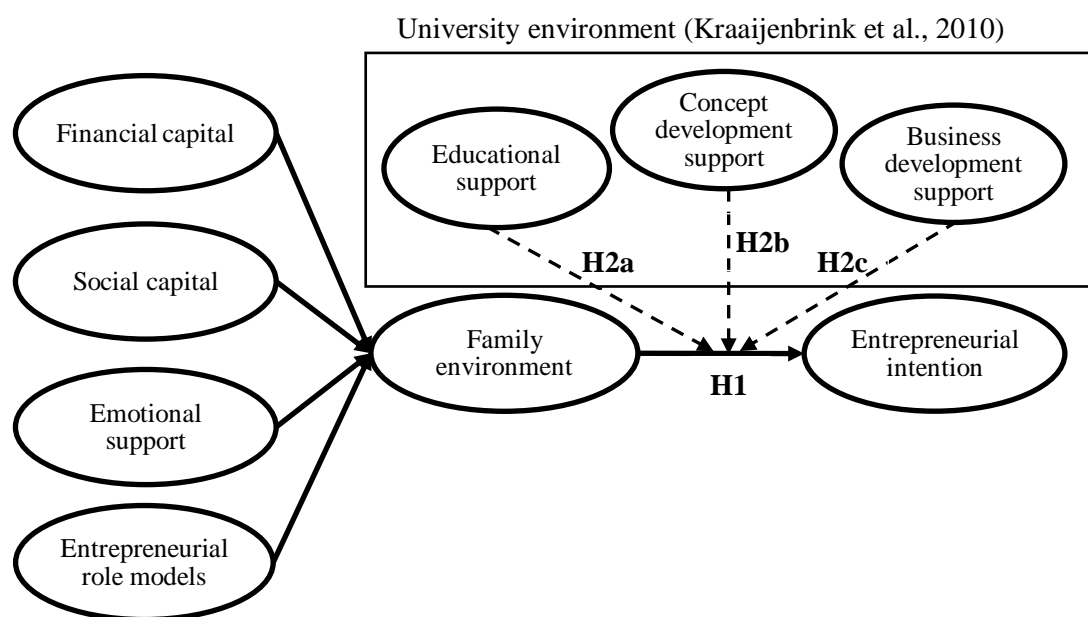 University environment (Kraaijenbrink et al., 2010)
Financial capital
Educational
support
Concept
development
support
Business
development
support
H2a
H2b
H2c
Social capital
Family
environment
H1
Entrepreneurial
intention
Emotional
support
Entrepreneurial
role models